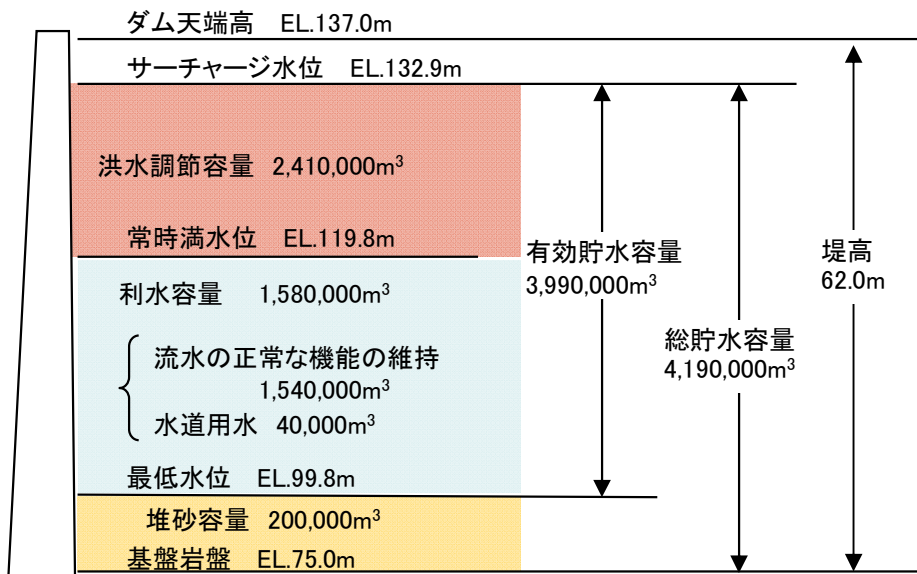 ダム天端高 EL.137.0m
サーチャージ水位 EL.132.9m
洪水調節容量 2,410,000m³
常時満水位 EL.119.8m
有効貯水容量
3,990,000m³
堤高
62.0m
利水容量 1,580,000m³
総貯水容量
4,190,000m³
流水の正常な機能の維持
1,540,000m³
水道用水 40,000m³
最低水位 EL.99.8m
堆砂容量 200,000m³
基盤岩盤 EL.75.0m